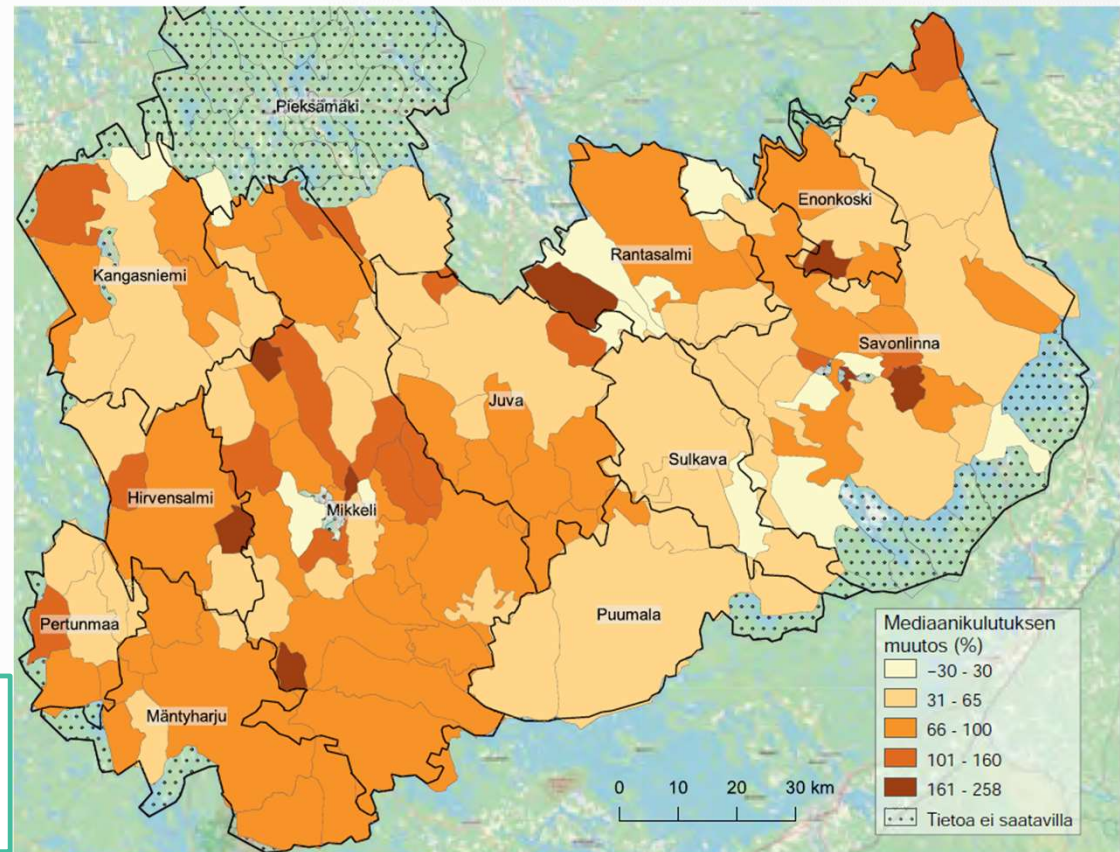 Pieksämäki
Enonkoski
Rantasalmi
Kangasniemi
Savonlinna
Juva
Sulkava
Hirvensalmi
Mikkeli
Puumala
Pertunmaa
Mäntyharju
0 10 20 30 km
Mediaanikulutuksen
muutos (%)
−30 - 30
31 - 65
66 - 100
101 - 160
161 - 258
Tietoa ei saatavilla